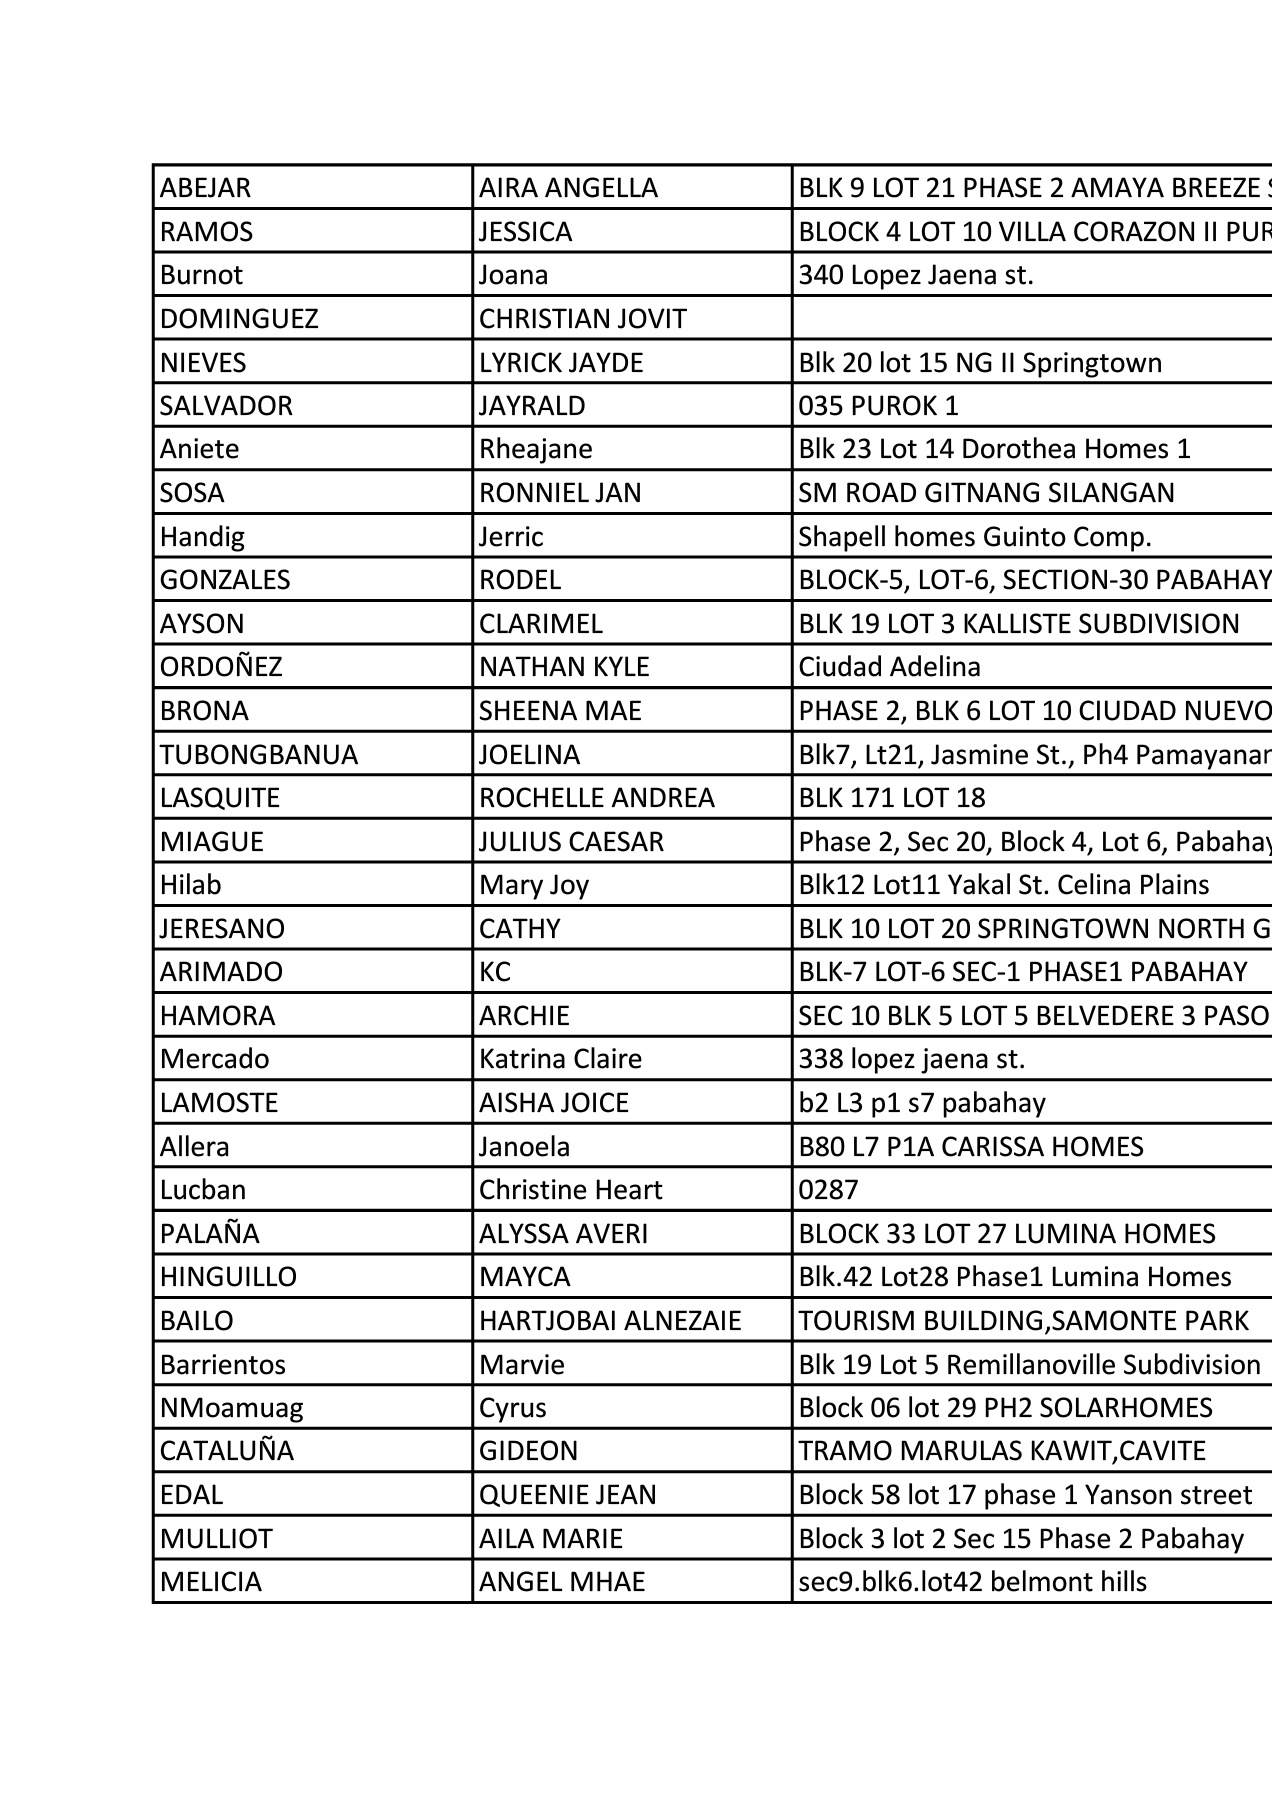 ABEJAR AIRA ANGELLA BLK 9 LOT 21 PHASE 2 AMAYA BREEZE
RAMOS JESSICA BLOCK 4 LOT 10 VILLA CORAZON II PUR
Burnot Joana 340 Lopez Jaena st.
DOMINGUEZ CHRISTIAN JOVIT
NIEVES LYRICK JAYDE Blk 20 lot 15 NG II Springtown
SALVADOR JAYRALD 035 PUROK 1
Aniete Rheajane Blk 23 Lot 14 Dorothea Homes 1
SOSA RONNIEL JAN SM ROAD GITNANG SILANGAN
Handig Jerric Shapell homes Guinto Comp.
GONZALES RODEL BLOCK-5, LOT-6, SECTION-30 PABAHAY
AYSON CLARIMEL BLK 19 LOT 3 KALLISTE SUBDIVISION
ORDOÑEZ NATHAN KYLE Ciudad Adelina
BRONA SHEENA MAE PHASE 2, BLK 6 LOT 10 CIUDAD NUEVO
TUBONGBANUA JOELINA Blk7, Lt21, Jasmine St., Ph4 Pamayanan
LASQUITE ROCHELLE ANDREA BLK 171 LOT 18
MIAGUE JULIUS CAESAR Phase 2, Sec 20, Block 4, Lot 6, Pabahay
Hilab Mary Joy Blk12 Lot11 Yakal St. Celina Plains
JERESANO CATHY BLK 10 LOT 20 SPRINGTOWN NORTH G
ARIMADO KC BLK-7 LOT-6 SEC-1 PHASE1 PABAHAY
HAMORA ARCHIE SEC 10 BLK 5 LOT 5 BELVEDERE 3 PASO
Mercado Katrina Claire 338 lopez jaena st.
LAMOSTE AISHA JOICE b2 L3 p1 s7 pabahay
Allera Janoela B80 L7 P1A CARISSA HOMES
Lucban Christine Heart 0287
PALAÑA ALYSSA AVERI BLOCK 33 LOT 27 LUMINA HOMES
HINGUILLO MAYCA Blk.42 Lot28 Phase1 Lumina Homes
BAILO HARTJOBAI ALNEZAIE TOURISM BUILDING,SAMONTE PARK
Barrientos Marvie Blk 19 Lot 5 Remillanoville Subdivision
NMoamuag Cyrus Block 06 lot 29 PH2 SOLARHOMES
CATALUÑA GIDEON TRAMO MARULAS KAWIT,CAVITE
EDAL QUEENIE JEAN Block 58 lot 17 phase 1 Yanson street
MULLIOT AILA MARIE Block 3 lot 2 Sec 15 Phase 2 Pabahay
MELICIA ANGEL MHAE sec9.blk6.lot42 belmont hills